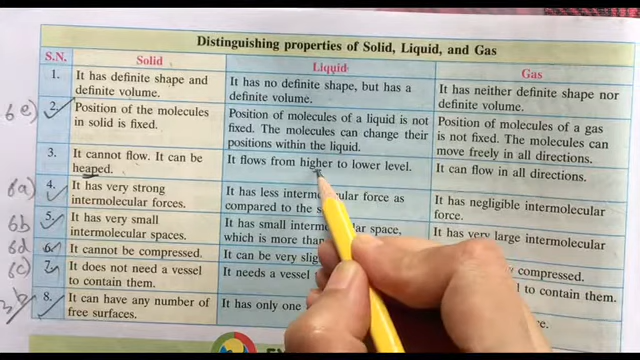 Distinguishing properties of Solid, Liquid, and Gas
S.N. Solid Liquid Gas
1. It has definite shape and
definite volume.
It has no definite shape, but has a
definite volume.
It has neither definite shape nor
definite volume.
6e) 2. Position of the molecules
in solid is fixed.
Position of molecules of a liquid is not
fixed. The molecules can change their
positions within the liquid.
Position of molecules of a gas
is not fixed. The molecules can
move freely in all directions.
3. It cannot flow. It can be
heaped.
It flows from higher to lower level.
It can flow in all directions.
6a) 4. It has very strong
intermolecular forces.
It has less intermolecular force as
compared to the
It has negligible intermolecular
force.
6b 5. It has very small
intermolecular spaces.
It has small intermolecular space,
which is more than
It has very large intermolecular
6d 6. It cannot be compressed.
It can be very
compressed.
6c) 7. It does not need a vessel
to contain them.
It needs a vessel
to contain them.
3b 8. It can have any number of
free surfaces.
It has only one